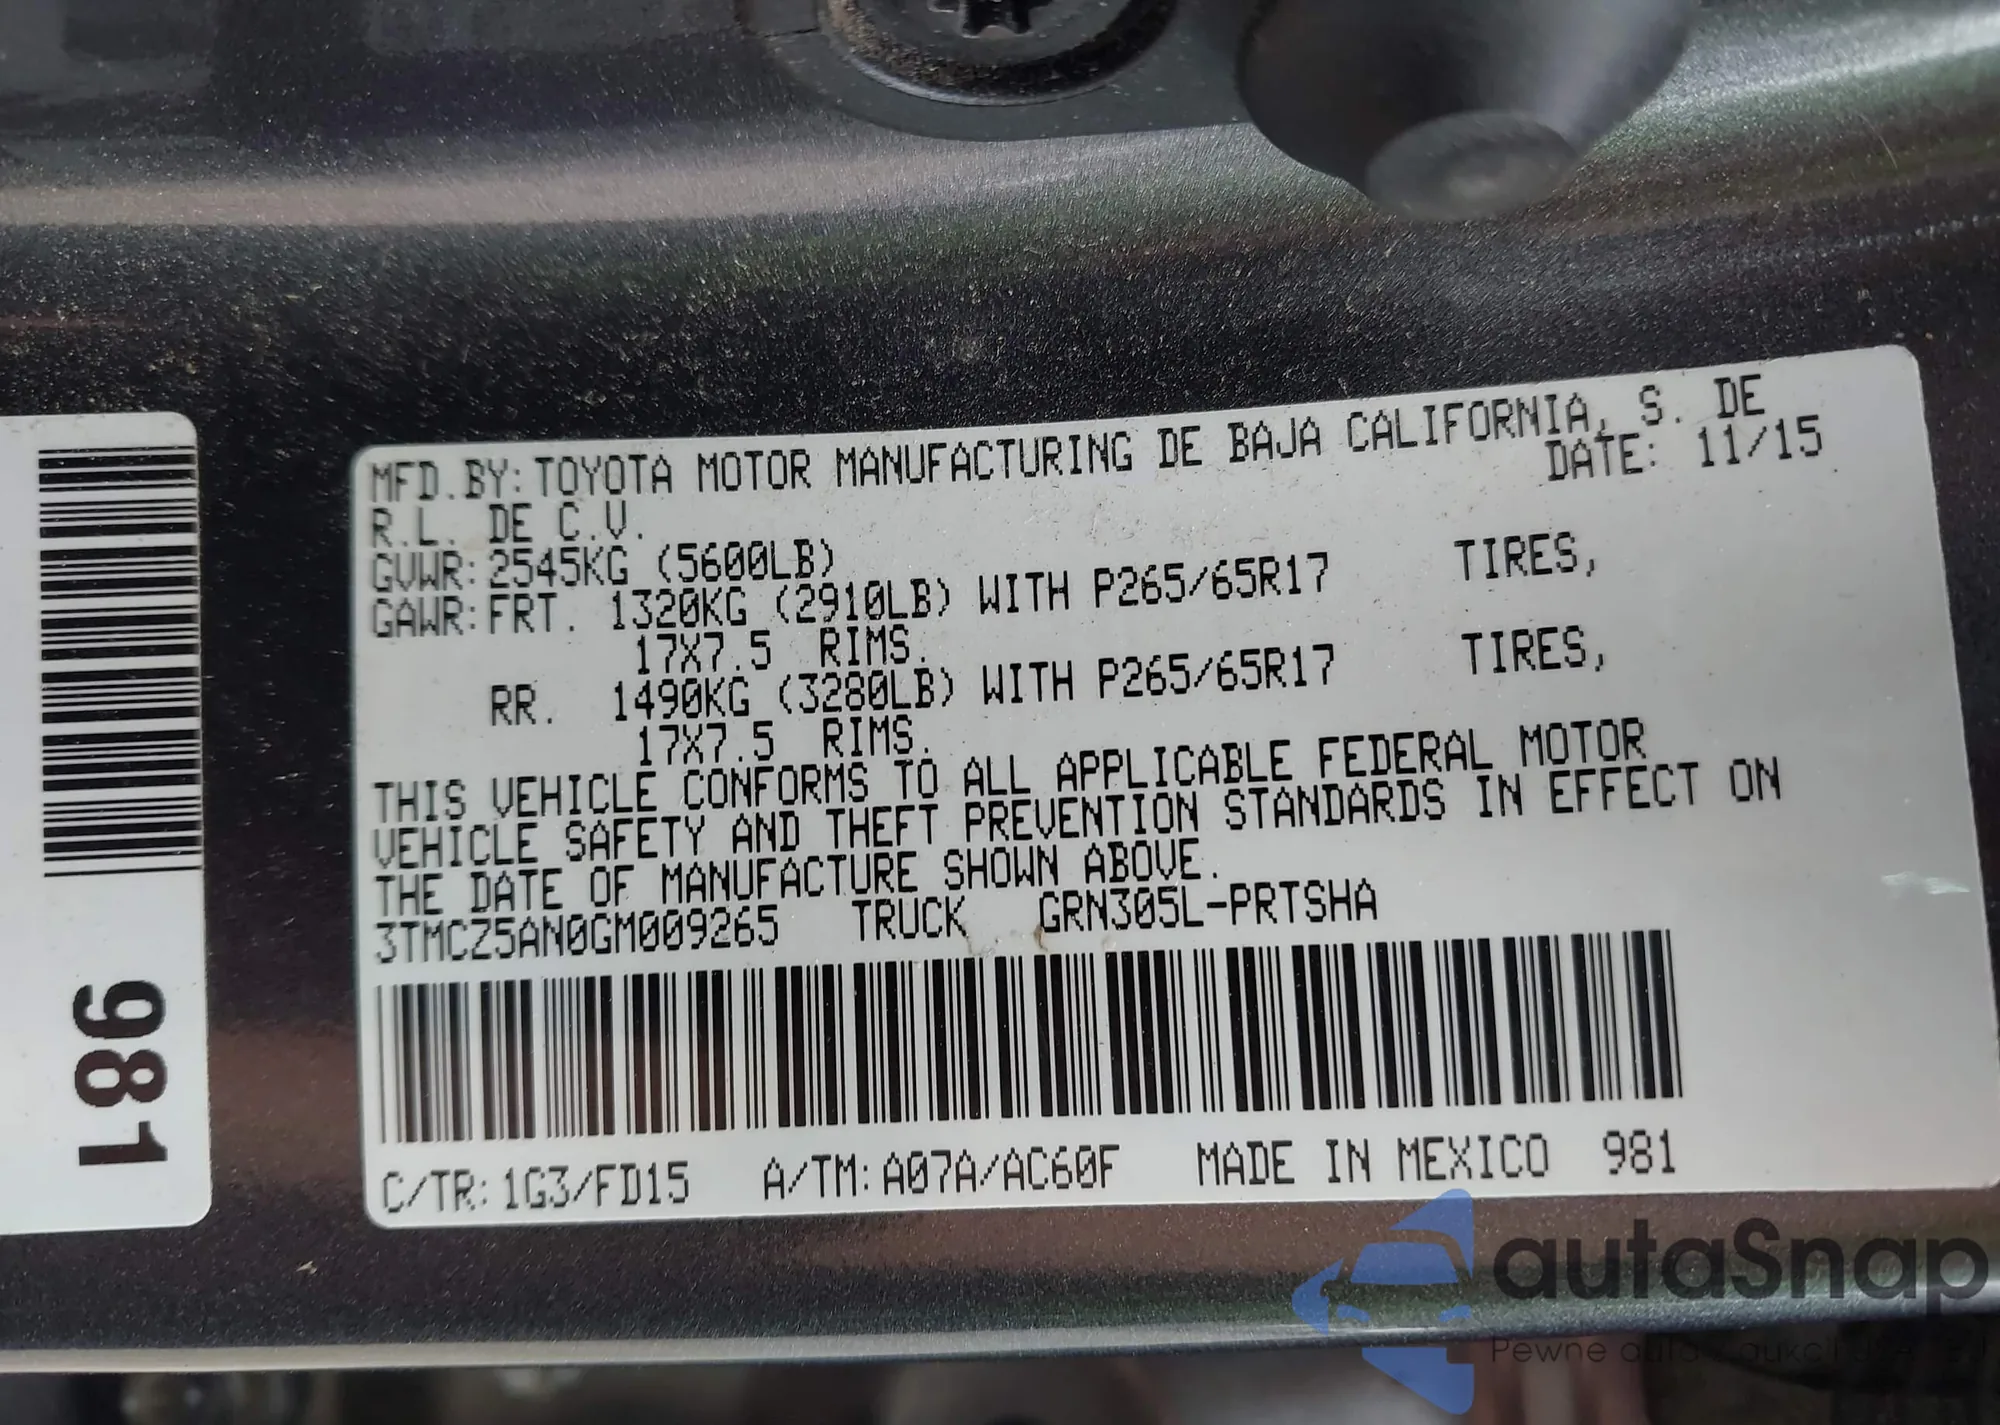 MFD.BY:TOYOTA MOTOR MANUFACTURING DE BAJA CALIFORNIA, S. DE
R.L. DE C.V. DATE: 11/15
GVWR:2545KG (5600LB)
GAWR:FRT. 1320KG (2910LB) WITH P265/65R17 TIRES,
17X7.5 RIMS.
RR. 1490KG (3280LB) WITH P265/65R17 TIRES,
17X7.5 RIMS.
THIS VEHICLE CONFORMS TO ALL APPLICABLE FEDERAL MOTOR
VEHICLE SAFETY AND THEFT PREVENTION STANDARDS IN EFFECT ON
THE DATE OF MANUFACTURE SHOWN ABOVE.
3TMCZ5AN0GM009265 TRUCK GRN305L-PRTSHA
C/TR:1G3/FD15 A/TM:A07A/AC60F MADE IN MEXICO 981
981
autaSnap
Pewne auta